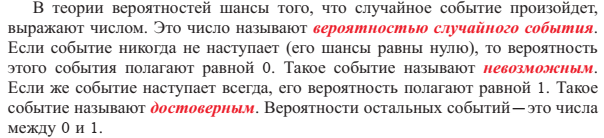 В теории вероятностей шансы того, что случайное событие произойдет,
выражают числом. Это число называют вероятностью случайного события.
Если событие никогда не наступает (его шансы равны нулю), то вероятность
этого события полагают равной 0. Такое событие называют невозможным.
Если же событие наступает всегда, его вероятность полагают равной 1. Такое
событие называют достоверным. Вероятности остальных событий — это числа
между 0 и 1.